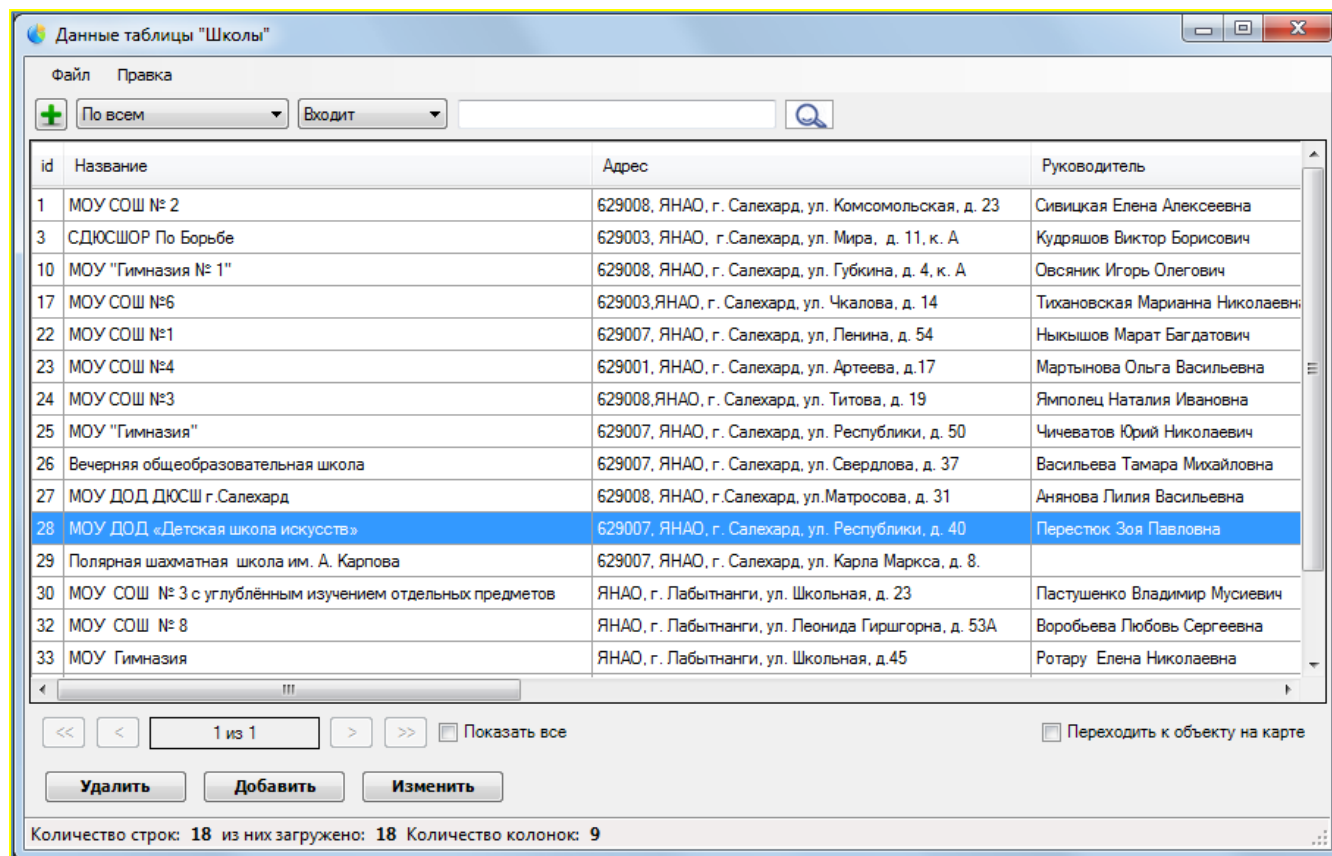 Данные таблицы "Школы"
Файл Правка
По всем Входит
id Название Адрес Руководитель
1 МОУ СОШ № 2 629008, ЯНАО, г. Салехард, ул. Комсомольская, д. 23 Сивицкая Елена Алексеевна
3 СДЮСШОР По Борьбе 629003, ЯНАО, г.Салехард, ул. Мира, д. 11, к. А Кудряшов Виктор Борисович
10 МОУ "Гимназия № 1" 629008, ЯНАО, г. Салехард, ул. Губкина, д. 4, к. А Овсяник Игорь Олегович
17 МОУ СОШ №6 629003,ЯНАО, г. Салехард, ул. Чкалова, д. 14 Тихановская Марианна Николаевн
22 МОУ СОШ №1 629007, ЯНАО, г. Салехард, ул, Ленина, д. 54 Ныкышов Марат Багдатович
23 МОУ СОШ №4 629001, ЯНАО, г. Салехард, ул. Артеева, д.17 Мартынова Ольга Васильевна
24 МОУ СОШ №3 629008,ЯНАО, г. Салехард, ул. Титова, д. 19 Ямполец Наталия Ивановна
25 МОУ "Гимназия" 629007, ЯНАО, г. Салехард, ул. Республики, д. 50 Чичеватов Юрий Николаевич
26 Вечерняя общеобразовательная школа 629007, ЯНАО, г. Салехард, ул. Свердлова, д. 37 Васильева Тамара Михайловна
27 МОУ ДОД ДЮСШ г.Салехард 629008, ЯНАО, г.Салехард, ул.Матросова, д. 31 Анянова Лилия Васильевна
28 МОУ ДОД «Детская школа искусств» 629007, ЯНАО, г. Салехард, ул. Республики, д. 40 Перестюк Зоя Павловна
29 Полярная шахматная школа им. А. Карпова 629007, ЯНАО, г. Салехард, ул. Карла Маркса, д. 8.
30 МОУ СОШ № 3 с углублённым изучением отдельных предметов ЯНАО, г. Лабытнанги, ул. Школьная, д. 23 Пастушенко Владимир Мусиевич
32 МОУ СОШ № 8 ЯНАО, г. Лабытнанги, ул. Леонида Гиршгорна, д. 53А Воробьева Любовь Сергеевна
33 МОУ Гимназия ЯНАО, г. Лабытнанги, ул. Школьная, д.45 Ротару Елена Николаевна
<< < 1 из 1 > >> Показать все Переходить к объекту на карте
Удалить Добавить Изменить
Количество строк: 18 из них загружено: 18 Количество колонок: 9